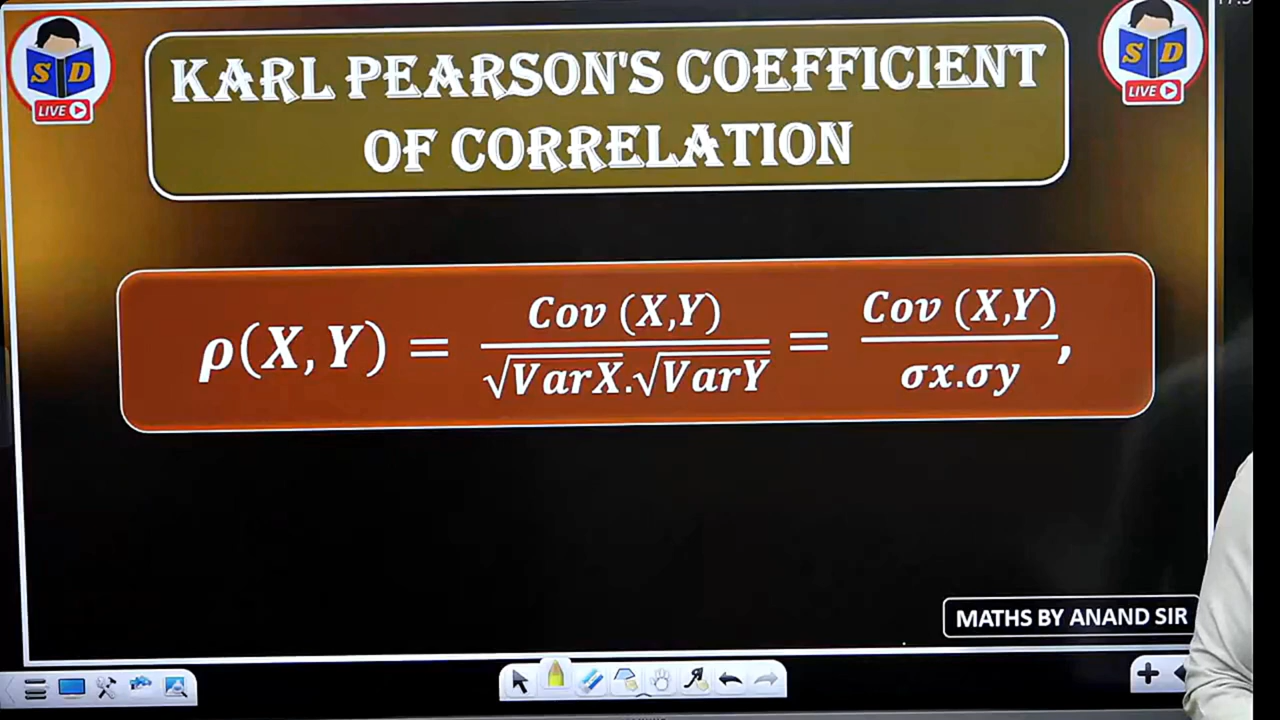 S D
LIVE
KARL PEARSON'S COEFFICIENT
OF CORRELATION
S D
LIVE
ρ(X, Y) = Cov (X,Y) / √VarX.√VarY = Cov (X,Y) / σx.σy,
MATHS BY ANAND SIR